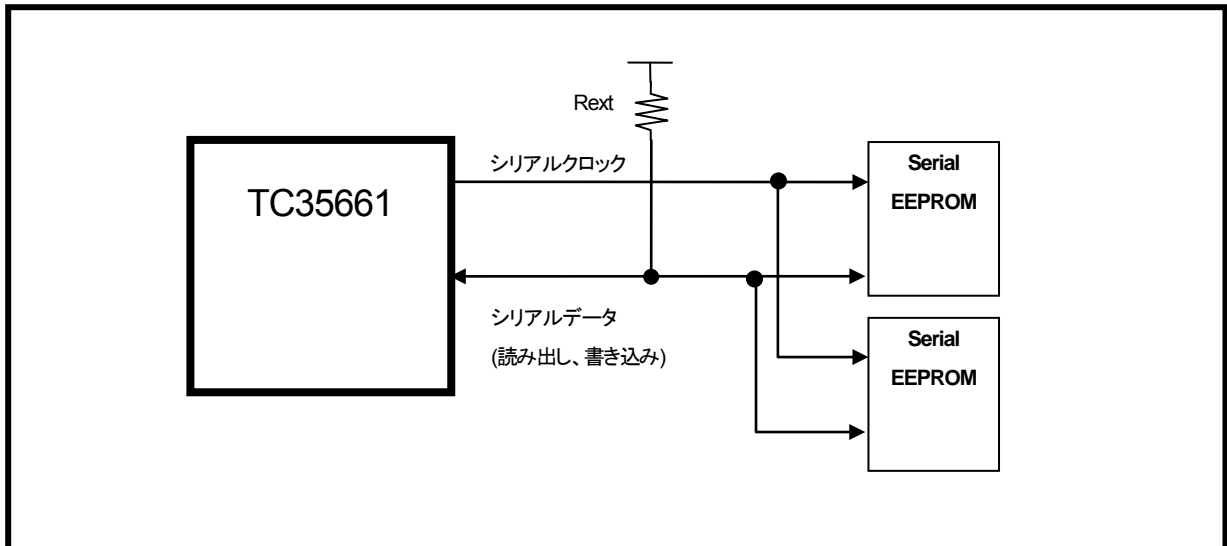 Rext
シリアルクロック
TC35661
Serial
EEPROM
シリアルデータ
(読み出し、書き込み)
Serial
EEPROM